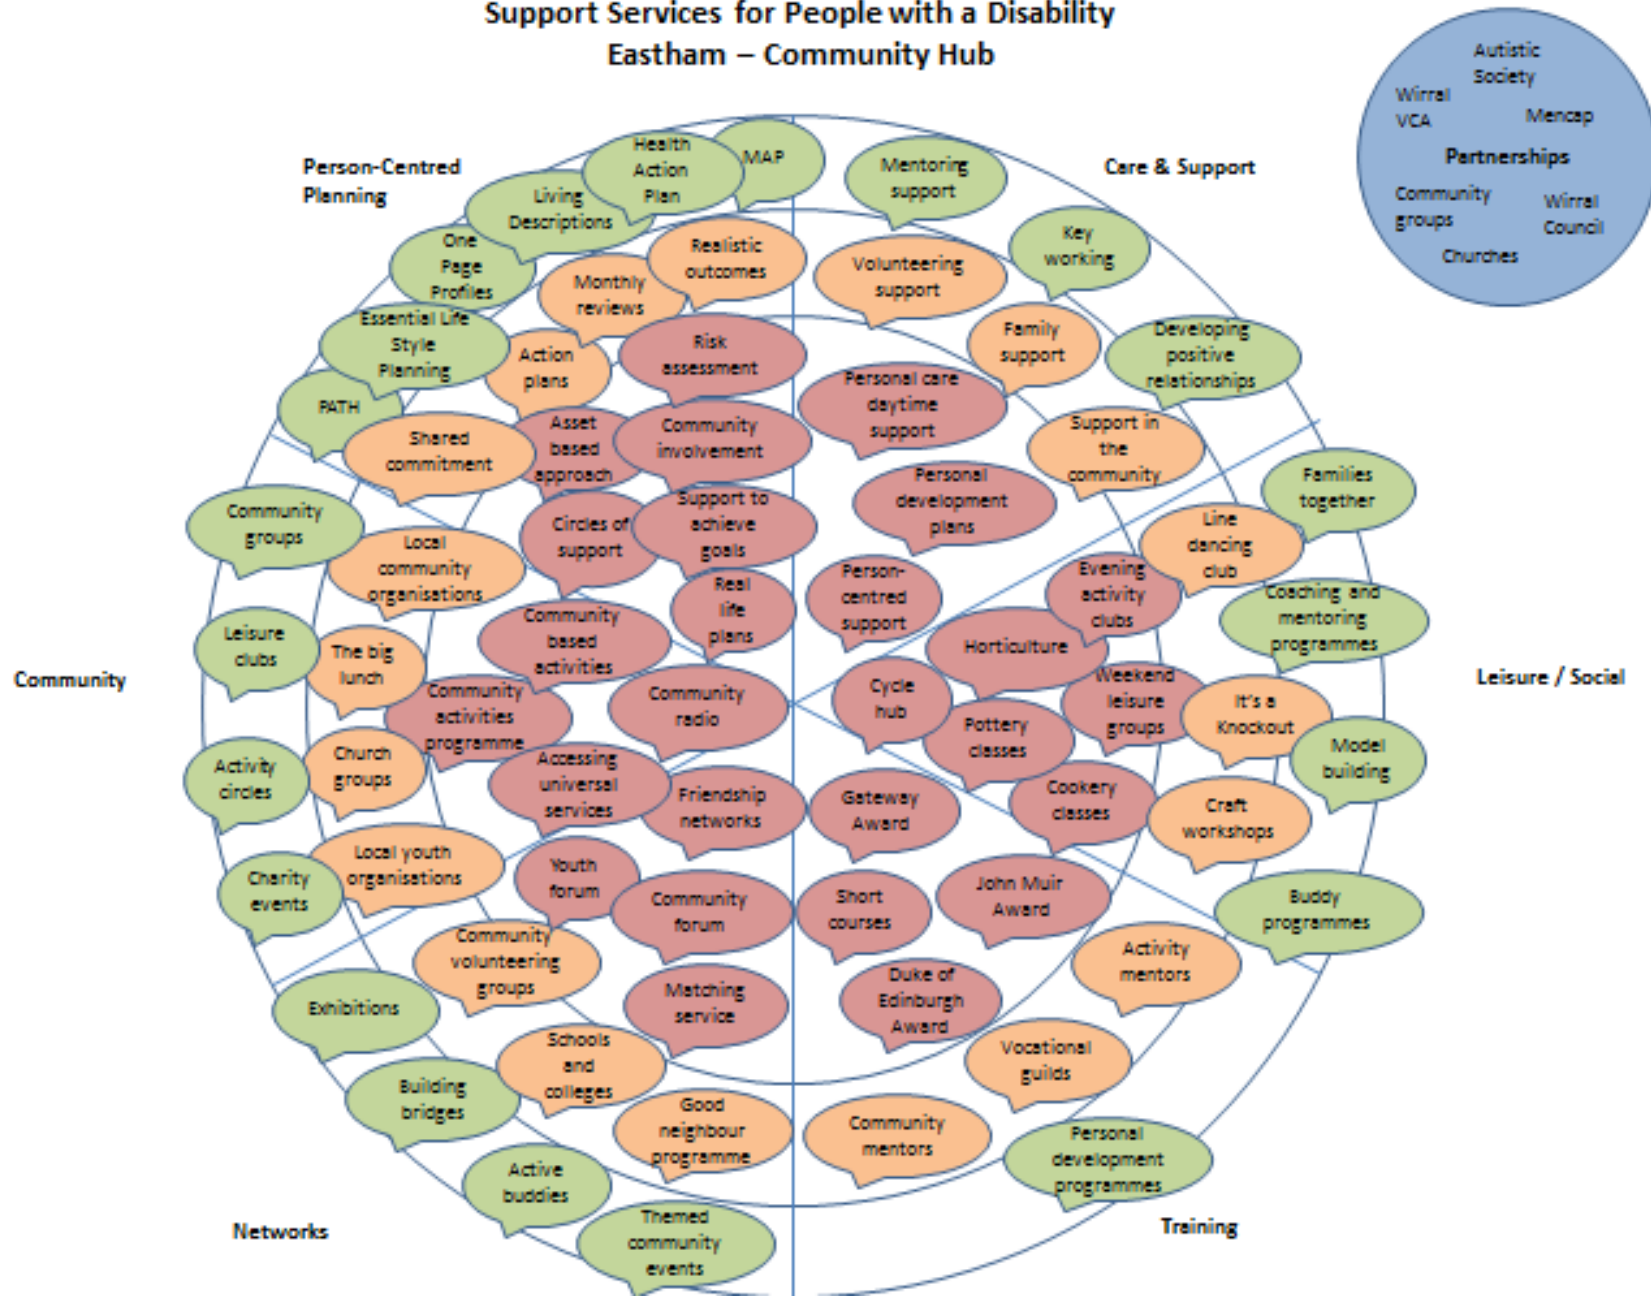 Support Services for People with a Disability
Eastham – Community Hub
Autistic
Society
Wirral
VCA
Mencap
Partnerships
Community
groups
Wirral
Council
Churches
Person-Centred
Planning
Care & Support
Health
Action
Plan
MAP
Living
Descriptions
One
Page
Profiles
Essential Life
Style
Planning
PATH
Realistic
outcomes
Monthly
reviews
Action
plans
Shared
commitment
Risk
assessment
Asset
based
approach
Community
involvement
Circles of
support
Support to
achieve
goals
Real
life
plans
Mentoring
support
Key
working
Developing
positive
relationships
Volunteering
support
Family
support
Support in
the
community
Personal care
daytime
support
Personal
development
plans
Person-
centred
support
Community
Community
groups
Leisure
clubs
Activity
circles
Charity
events
Local
community
organisations
The big
lunch
Church
groups
Local youth
organisations
Community
based
activities
Community
activities
programme
Community
radio
Accessing
universal
services
Leisure / Social
Families
together
Line
dancing
club
Evening
activity
clubs
Coaching and
mentoring
programmes
Horticulture
Weekend
leisure
groups
It's a
Knockout
Cycle
hub
Pottery
classes
Model
building
Cookery
classes
Craft
workshops
Buddy
programmes
Networks
Friendship
networks
Youth
forum
Community
forum
Matching
service
Community
volunteering
groups
Schools
and
colleges
Good
neighbour
programme
Exhibitions
Building
bridges
Active
buddies
Themed
community
events
Training
Gateway
Award
Short
courses
John Muir
Award
Duke of
Edinburgh
Award
Activity
mentors
Vocational
guilds
Community
mentors
Personal
development
programmes